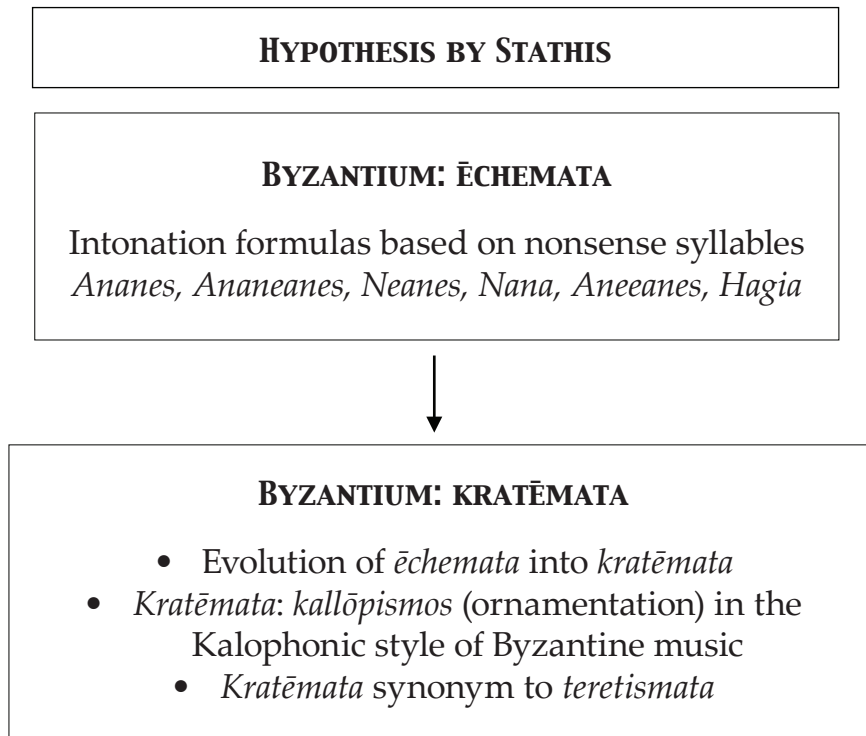 Hypothesis by Stathis
Byzantium: ēchemata
Intonation formulas based on nonsense syllables
Ananes, Ananeanes, Neanes, Nana, Aneeanes, Hagia
Byzantium: kratēmata
• Evolution of ēchemata into kratēmata
• Kratēmata: kallōpismos (ornamentation) in the
Kalophonic style of Byzantine music
• Kratēmata synonym to teretismata